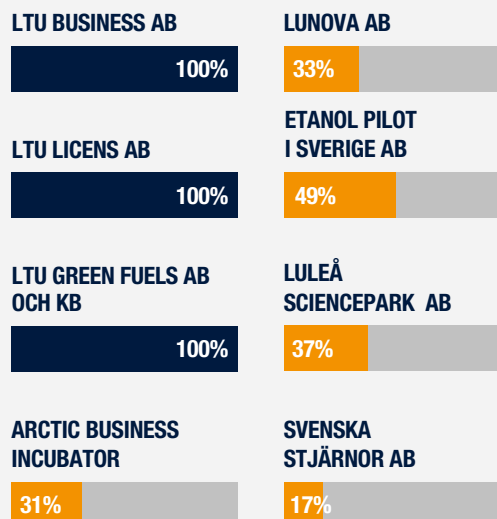 LTU BUSINESS AB
100%
LUNOVA AB
33%
LTU LICENS AB
100%
ETANOL PILOT
I SVERIGE AB
49%
LTU GREEN FUELS AB
OCH KB
100%
LULEÅ
SCIENCEPARK AB
37%
ARCTIC BUSINESS
INCUBATOR
31%
SVENSKA
STJÄRNOR AB
17%